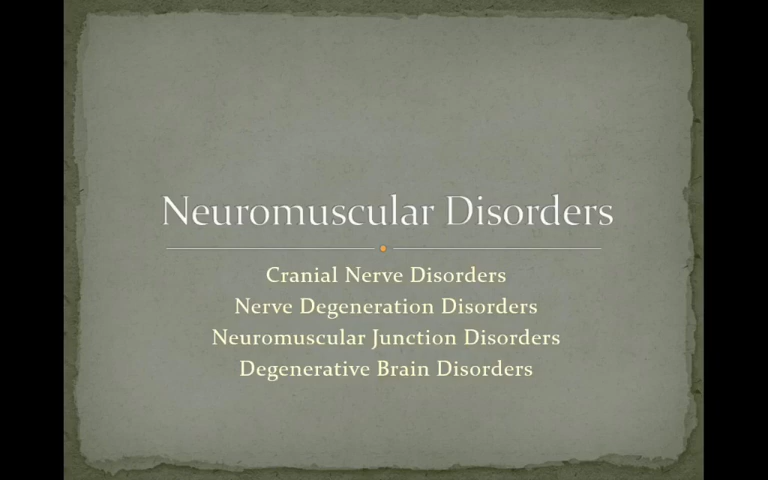 Neuromuscular Disorders
Cranial Nerve Disorders
Nerve Degeneration Disorders
Neuromuscular Junction Disorders
Degenerative Brain Disorders